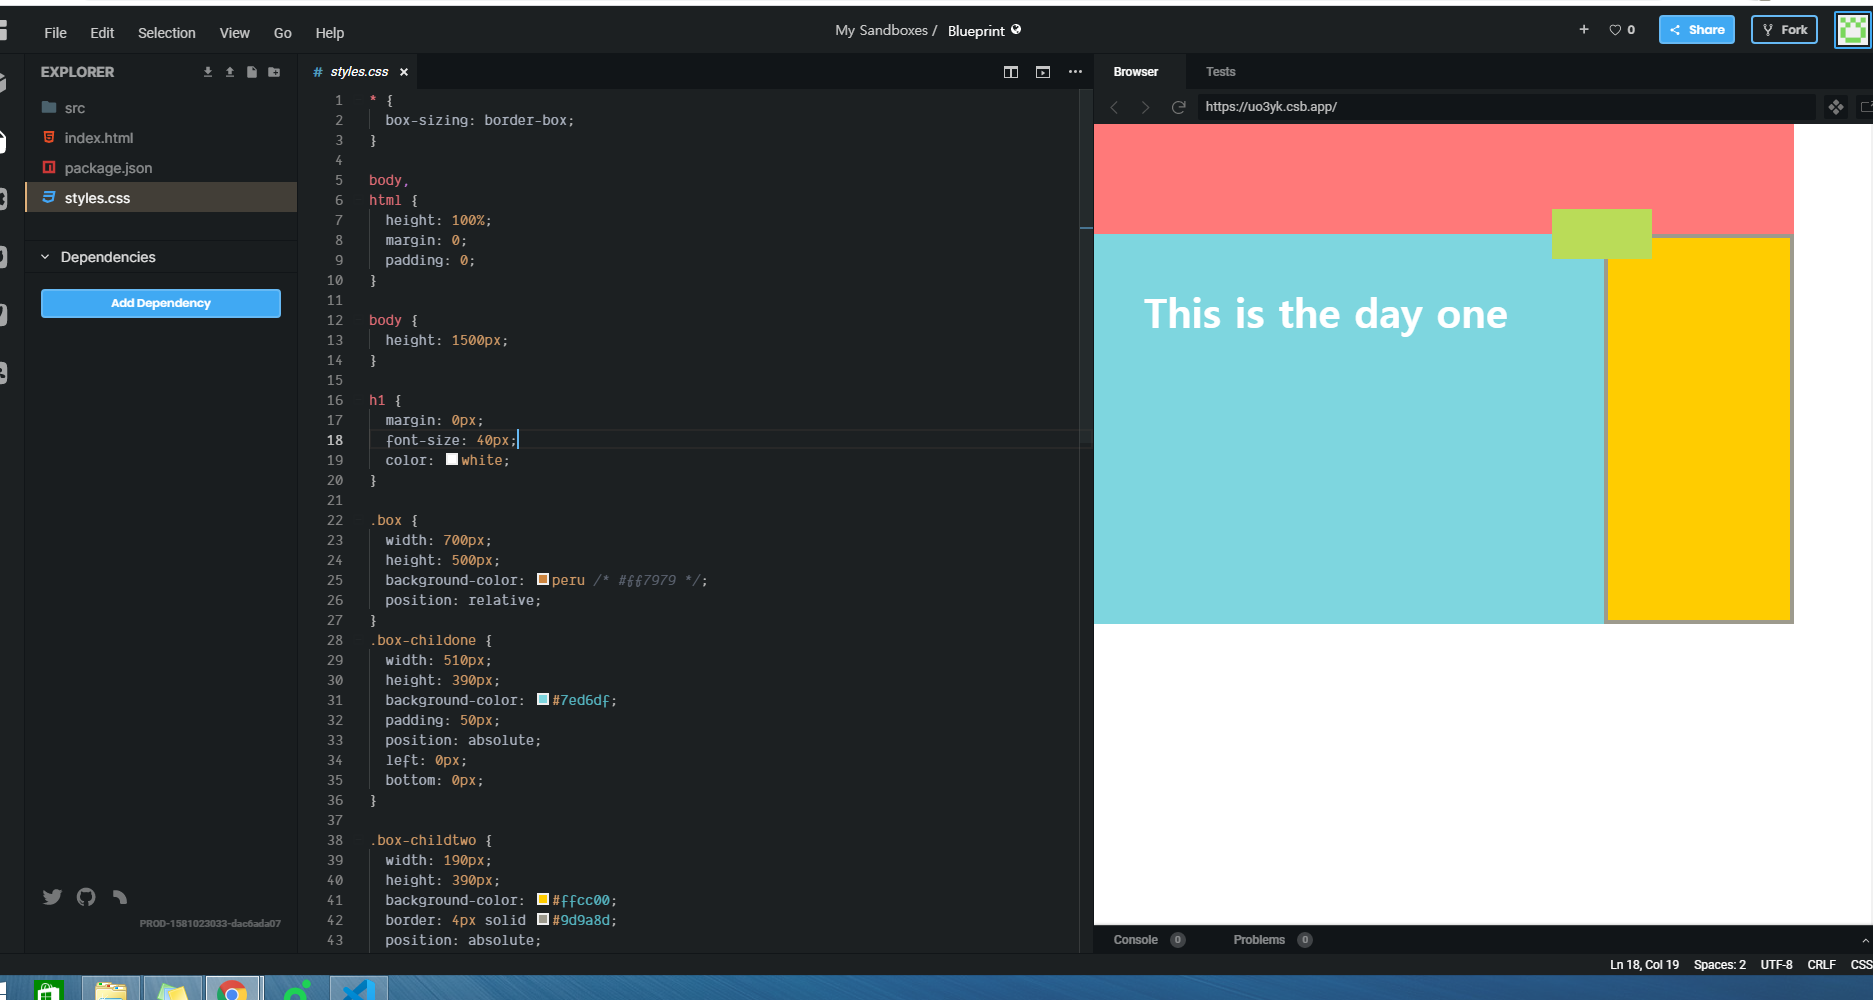 File Edit Selection View Go Help
My Sandboxes / Blueprint
+ 0 Share Fork
EXPLORER
src
index.html
package.json
styles.css
Dependencies
Add Dependency
PROD-1581023033-dac6ada07
# styles.css ×
1 * {
2 box-sizing: border-box;
3 }
4
5 body,
6 html {
7 height: 100%;
8 margin: 0;
9 padding: 0;
10 }
11
12 body {
13 height: 1500px;
14 }
15
16 h1 {
17 margin: 0px;
18 font-size: 40px;
19 color: white;
20 }
21
22 .box {
23 width: 700px;
24 height: 500px;
25 background-color: peru /* #ff7979 */;
26 position: relative;
27 }
28 .box-childone {
29 width: 510px;
30 height: 390px;
31 background-color: #7ed6df;
32 padding: 50px;
33 position: absolute;
34 left: 0px;
35 bottom: 0px;
36 }
37
38 .box-childtwo {
39 width: 190px;
40 height: 390px;
41 background-color: #ffcc00;
42 border: 4px solid #9d9a8d;
43 position: absolute;
Browser Tests
https://uo3yk.csb.app/
This is the day one
Console 0 Problems 0
Ln 18, Col 19 Spaces: 2 UTF-8 CRLF CSS